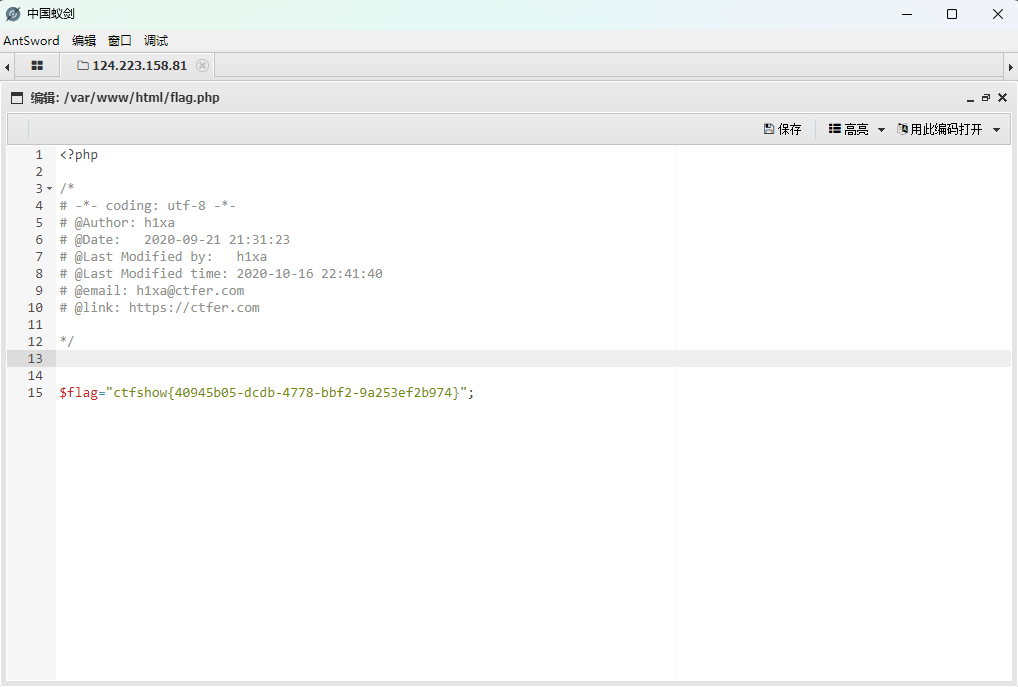 中国蚁剑
AntSword 编辑 窗口 调试
124.223.158.81
编辑: /var/www/html/flag.php
保存 高亮 用此编码打开
1 <?php
2
3 /*
4 # -*- coding: utf-8 -*-
5 # @Author: h1xa
6 # @Date:   2020-09-21 21:31:23
7 # @Last Modified by:   h1xa
8 # @Last Modified time: 2020-10-16 22:41:40
9 # @email: h1xa@ctfer.com
10 # @link: https://ctfer.com
11
12 */
13
14
15 $flag="ctfshow{40945b05-dcdb-4778-bbf2-9a253ef2b974}";